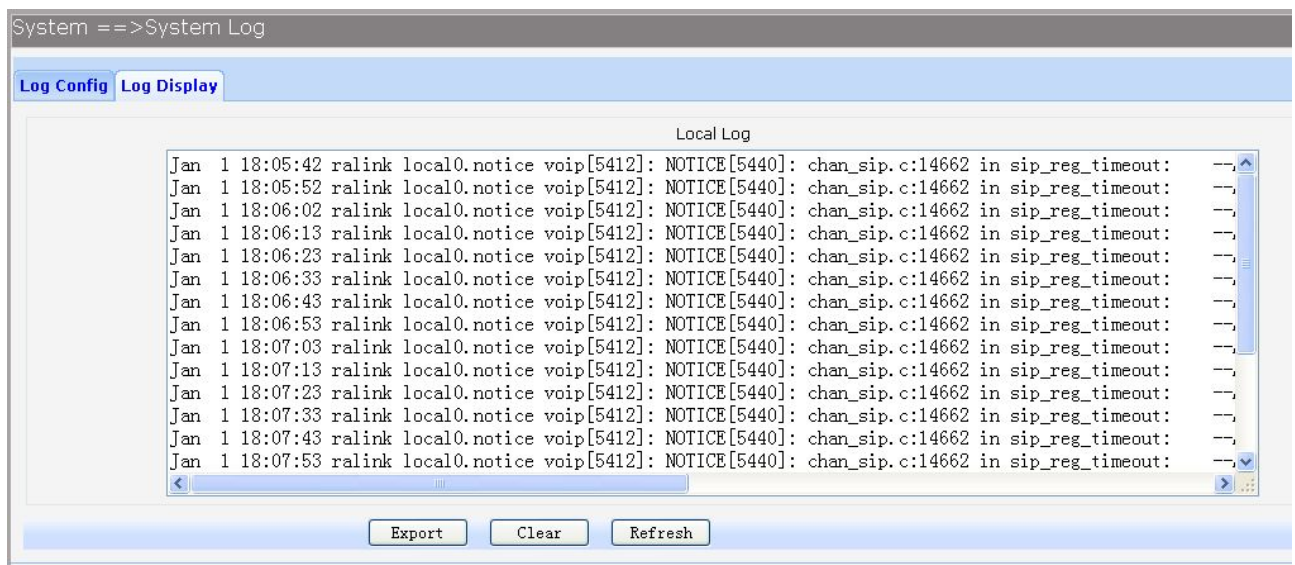 System ==>System Log
Log Config Log Display
Local Log
Jan  1 18:05:42 ralink local0.notice voip[5412]: NOTICE[5440]: chan_sip.c:14662 in sip_reg_timeout:    --
Jan  1 18:05:52 ralink local0.notice voip[5412]: NOTICE[5440]: chan_sip.c:14662 in sip_reg_timeout:    --
Jan  1 18:06:02 ralink local0.notice voip[5412]: NOTICE[5440]: chan_sip.c:14662 in sip_reg_timeout:    --
Jan  1 18:06:13 ralink local0.notice voip[5412]: NOTICE[5440]: chan_sip.c:14662 in sip_reg_timeout:    --
Jan  1 18:06:23 ralink local0.notice voip[5412]: NOTICE[5440]: chan_sip.c:14662 in sip_reg_timeout:    --
Jan  1 18:06:33 ralink local0.notice voip[5412]: NOTICE[5440]: chan_sip.c:14662 in sip_reg_timeout:    --
Jan  1 18:06:43 ralink local0.notice voip[5412]: NOTICE[5440]: chan_sip.c:14662 in sip_reg_timeout:    --
Jan  1 18:06:53 ralink local0.notice voip[5412]: NOTICE[5440]: chan_sip.c:14662 in sip_reg_timeout:    --
Jan  1 18:07:03 ralink local0.notice voip[5412]: NOTICE[5440]: chan_sip.c:14662 in sip_reg_timeout:    --
Jan  1 18:07:13 ralink local0.notice voip[5412]: NOTICE[5440]: chan_sip.c:14662 in sip_reg_timeout:    --
Jan  1 18:07:23 ralink local0.notice voip[5412]: NOTICE[5440]: chan_sip.c:14662 in sip_reg_timeout:    --
Jan  1 18:07:33 ralink local0.notice voip[5412]: NOTICE[5440]: chan_sip.c:14662 in sip_reg_timeout:    --
Jan  1 18:07:43 ralink local0.notice voip[5412]: NOTICE[5440]: chan_sip.c:14662 in sip_reg_timeout:    --
Jan  1 18:07:53 ralink local0.notice voip[5412]: NOTICE[5440]: chan_sip.c:14662 in sip_reg_timeout:    --
Export Clear Refresh